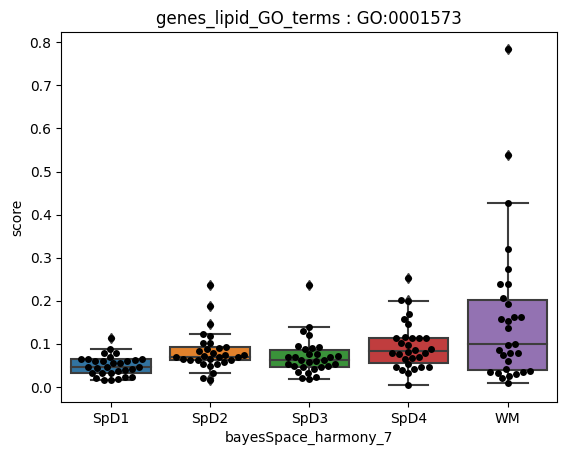 genes_lipid_GO_terms : GO:0001573
0.8
0.7
0.6
0.5
0.4
0.3
0.2
0.1
0.0
score
SpD1 SpD2 SpD3 SpD4 WM
bayesSpace_harmony_7